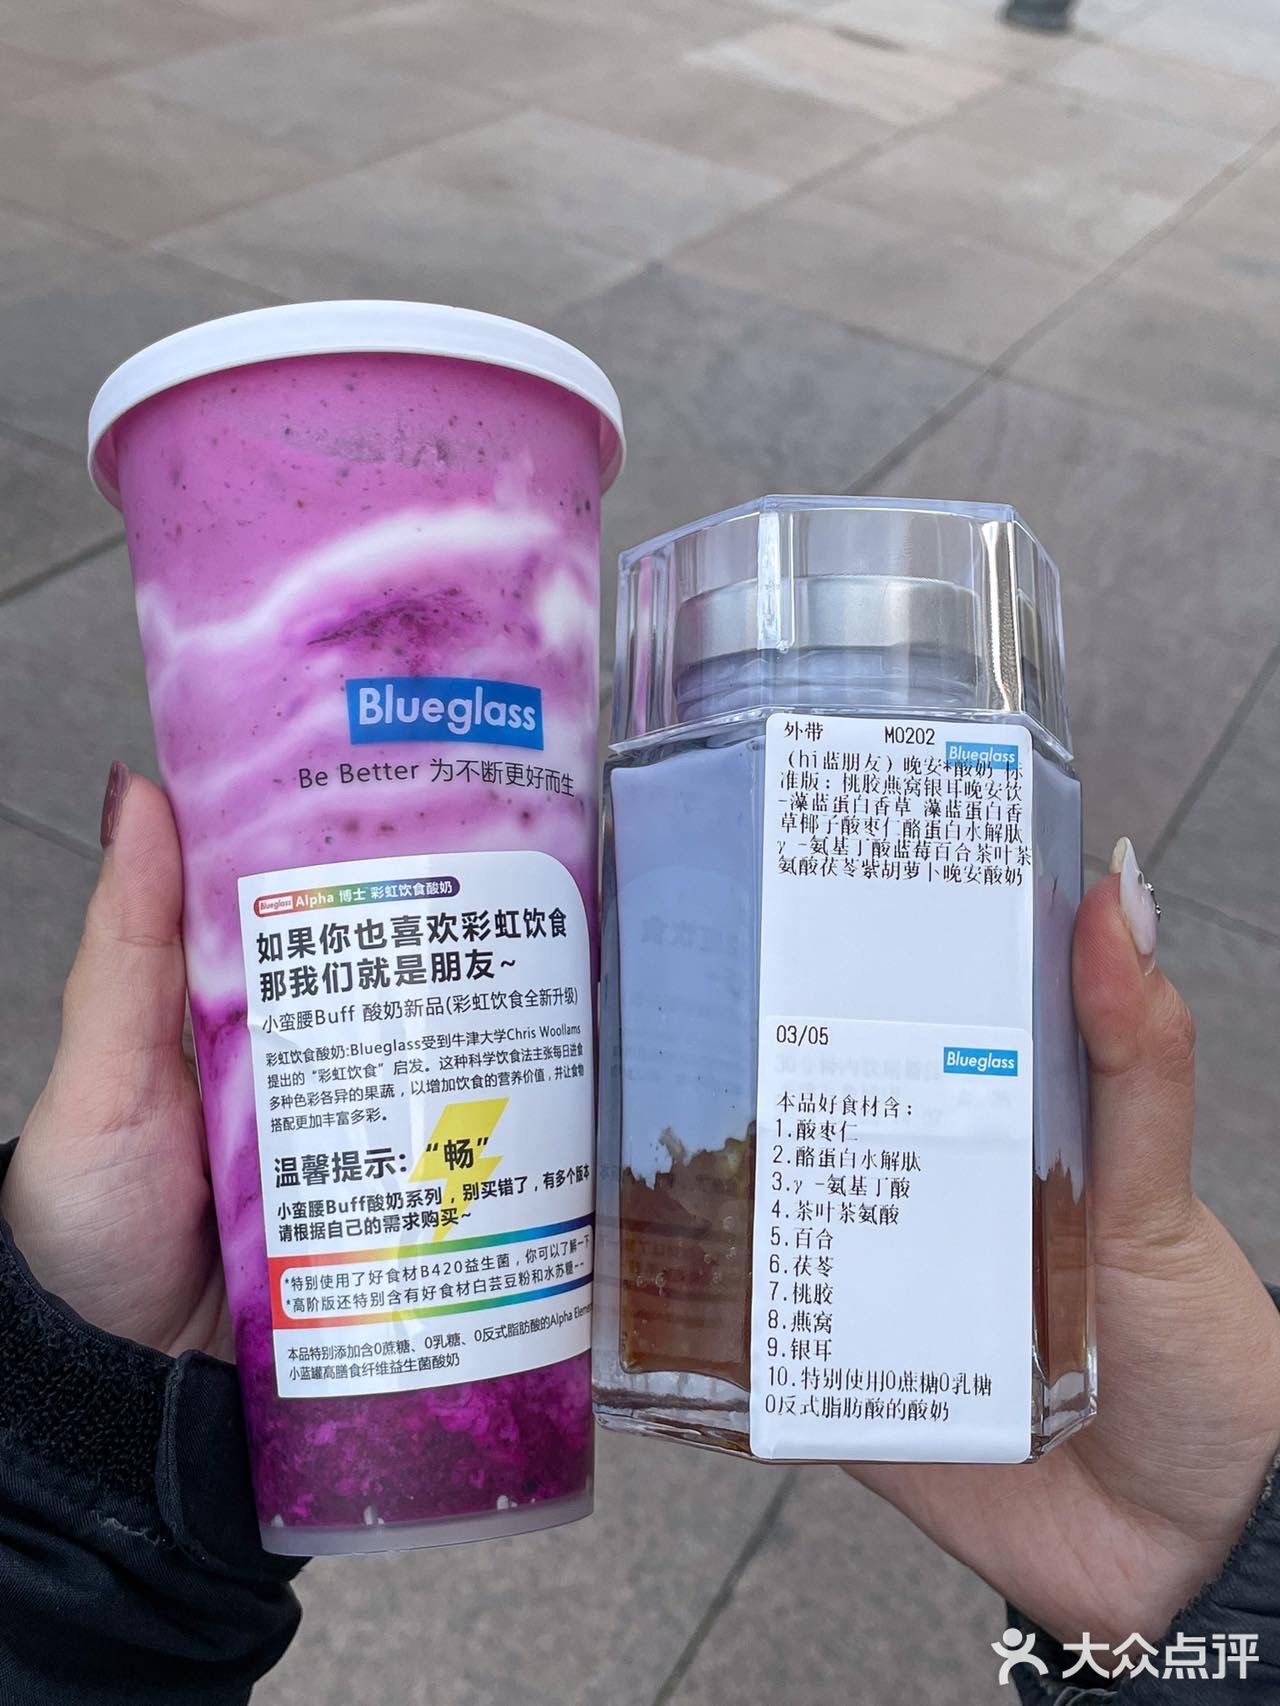 Blueglass
Be Better 为不断更好而生
Blueglass Alpha 博士 彩虹饮食酸奶
如果你也喜欢彩虹饮食
那我们就是朋友~
小蛮腰Buff 酸奶新品(彩虹饮食全新升级)
彩虹饮食酸奶:Blueglass受到牛津大学Chris Woollams
提出的“彩虹饮食”启发。这种科学饮食法主张每日进食
多种色彩各异的果蔬，以增加饮食的营养价值，并让食物
搭配更加丰富多彩。
温馨提示：“畅”
小蛮腰Buff酸奶系列，别买错了，有多个版本
请根据自己的需求购买~
*特别使用了好食材B420益生菌，你可以了解一下
*高阶版还特别含有好食材白芸豆粉和水苏糖~~
本品特别添加含0蔗糖、0乳糖、0反式脂肪酸的Alpha Element
小蓝罐高膳食纤维益生菌酸奶
外带 M0202
Blueglass
(hi蓝朋友)晚安*酸奶 标
准版：桃胶燕窝银耳晚安饮
-藻蓝蛋白香草 藻蓝蛋白香
草椰子酸枣仁酪蛋白水解肽
γ-氨基丁酸蓝莓百合茶叶茶
氨酸茯苓紫胡萝卜晚安酸奶
03/05
Blueglass
本品好食材含：
1.酸枣仁
2.酪蛋白水解肽
3.γ-氨基丁酸
4.茶叶茶氨酸
5.百合
6.茯苓
7.桃胶
8.燕窝
9.银耳
10.特别使用0蔗糖0乳糖
0反式脂肪酸的酸奶
大众点评